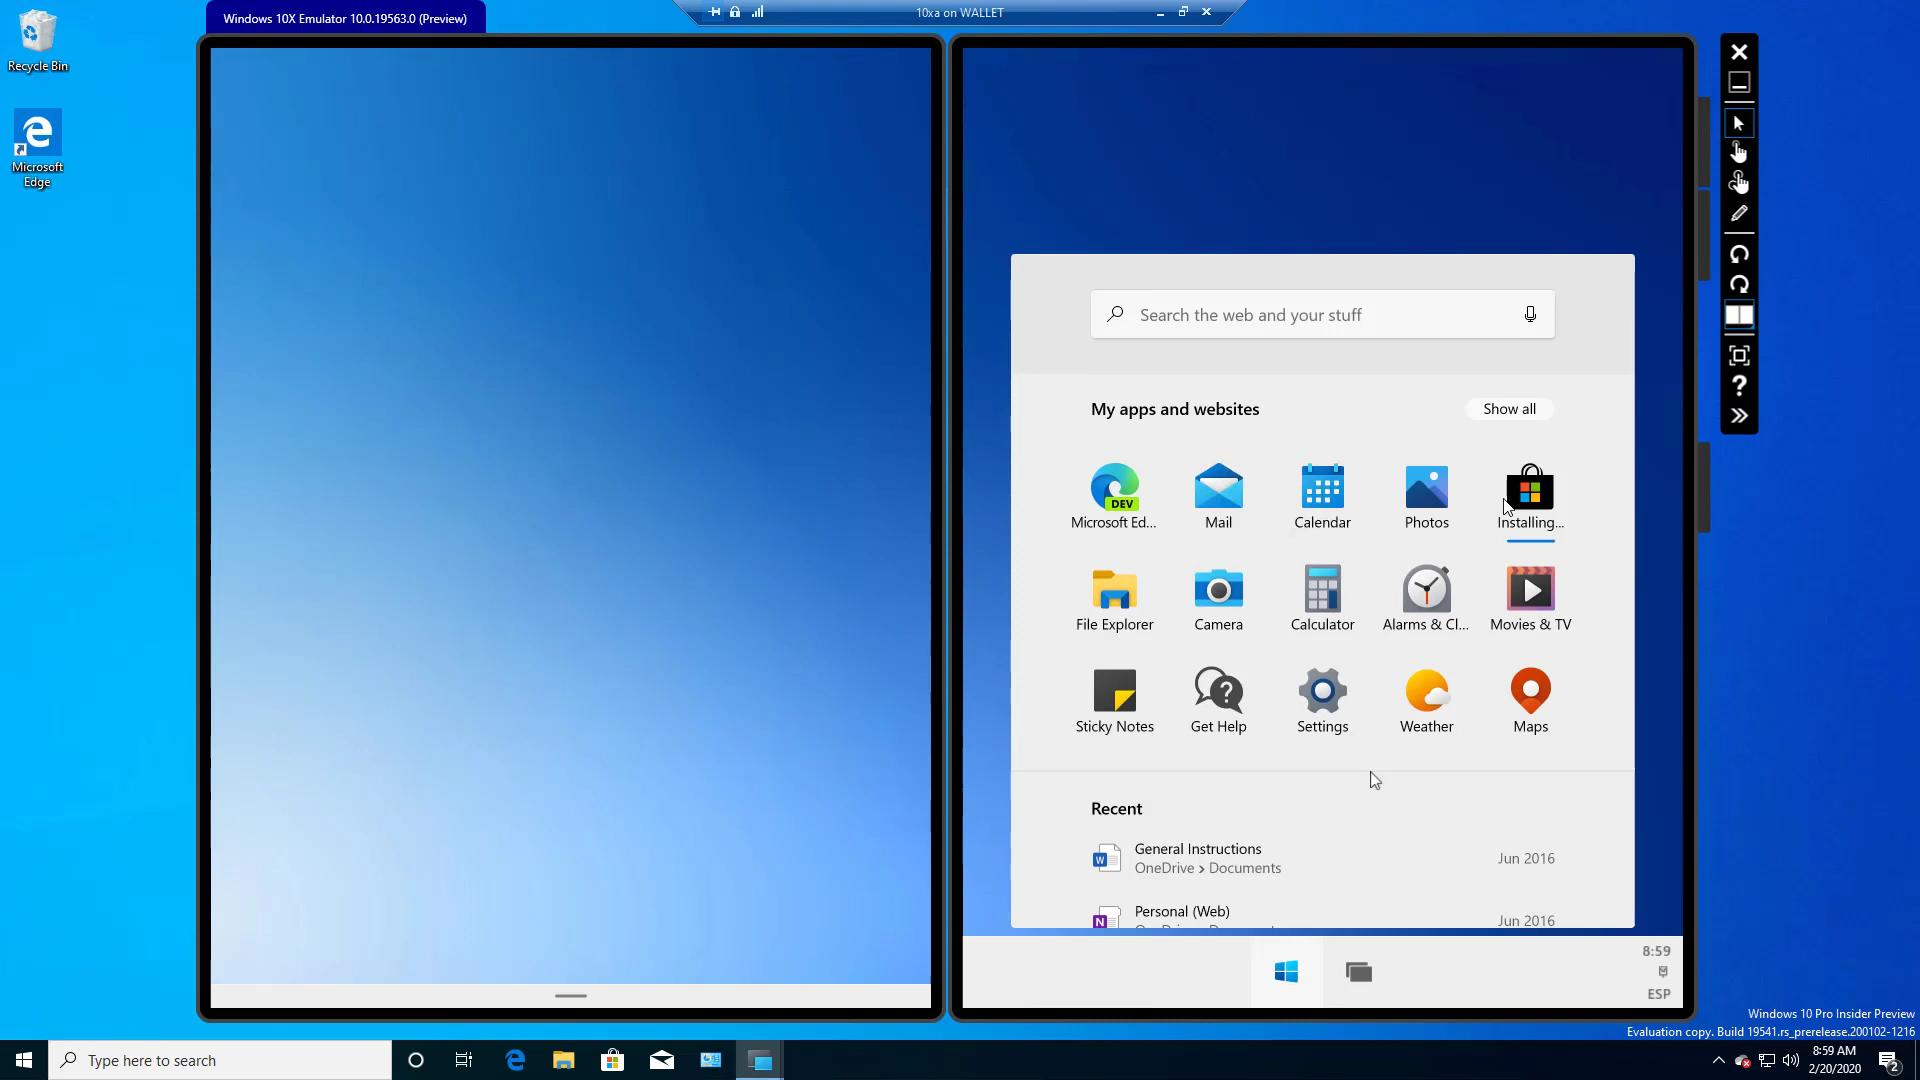 Recycle Bin
Microsoft
Edge
Windows 10X Emulator 10.0.19563.0 (Preview)
10xa on WALLET
Search the web and your stuff
My apps and websites
Show all
DEV
Microsoft Ed...
Mail
Calendar
Photos
Installing...
File Explorer
Camera
Calculator
Alarms & Cl...
Movies & TV
Sticky Notes
Get Help
Settings
Weather
Maps
Recent
General Instructions
OneDrive > Documents
Jun 2016
Personal (Web)
Jun 2016
8:59
ESP
Windows 10 Pro Insider Preview
Evaluation copy. Build 19541.rs_prerelease.200102-1216
Type here to search
8:59 AM
2/20/2020
2